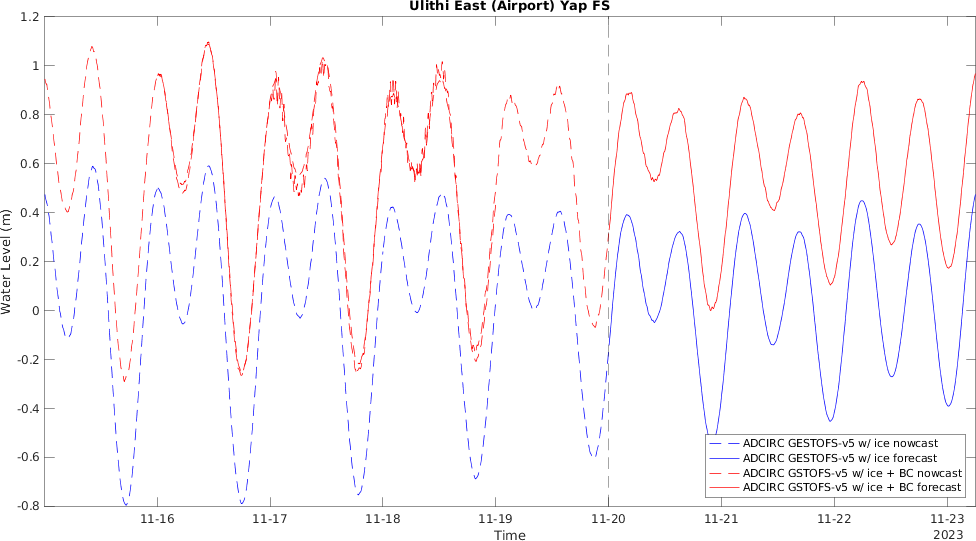 Ulithi East (Airport) Yap FS
1.2
1
0.8
0.6
0.4
0.2
0
-0.2
-0.4
-0.6
-0.8
Water Level (m)
11-16
11-17
11-18
11-19
11-20
11-21
11-22
11-23
2023
Time
ADCIRC GESTOFS-v5 w/ ice nowcast
ADCIRC GESTOFS-v5 w/ ice forecast
ADCIRC GSTOFS-v5 w/ ice + BC nowcast
ADCIRC GSTOFS-v5 w/ ice + BC forecast